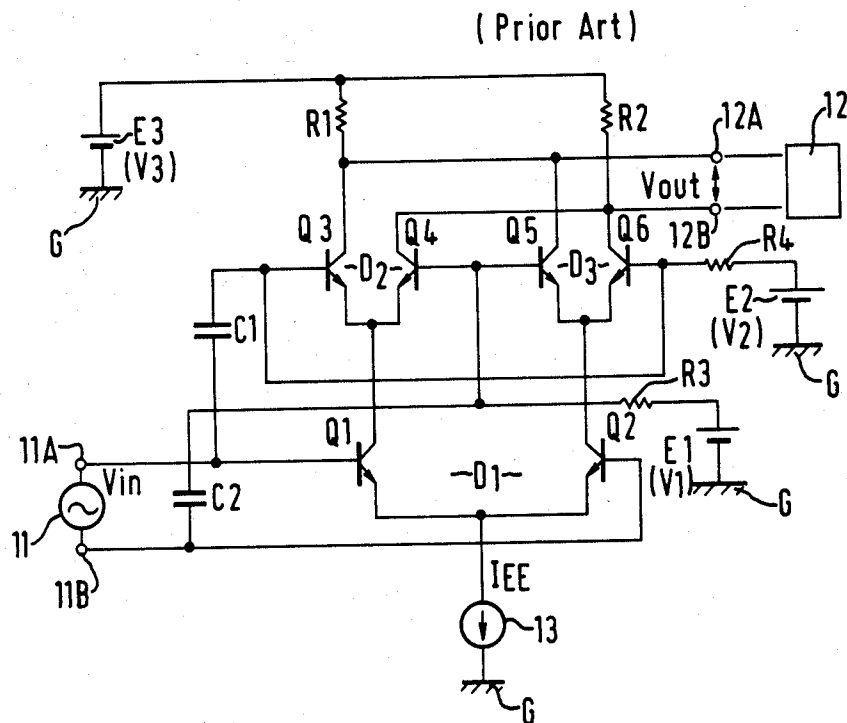 (Prior Art)
12
12A
R1
R2
E3
(V3)
Vout
G
12B
Q3
Q4
Q5
Q6
R4
~D2~
~D3~
E2
(V2)
C1
G
R3
11A
Q1
Q2
E1
(V1)
Vin
~D1~
C2
G
11
11B
IEE
13
G